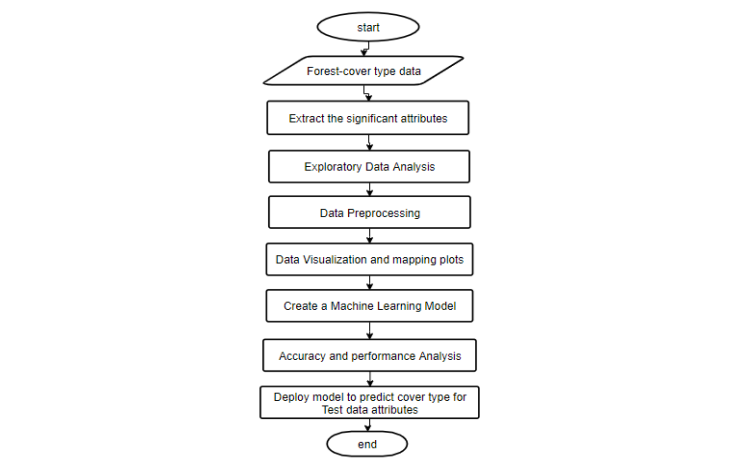 start
Forest-cover type data
Extract the significant attributes
Exploratory Data Analysis
Data Preprocessing
Data Visualization and mapping plots
Create a Machine Learning Model
Accuracy and performance Analysis
Deploy model to predict cover type for
Test data attributes
end